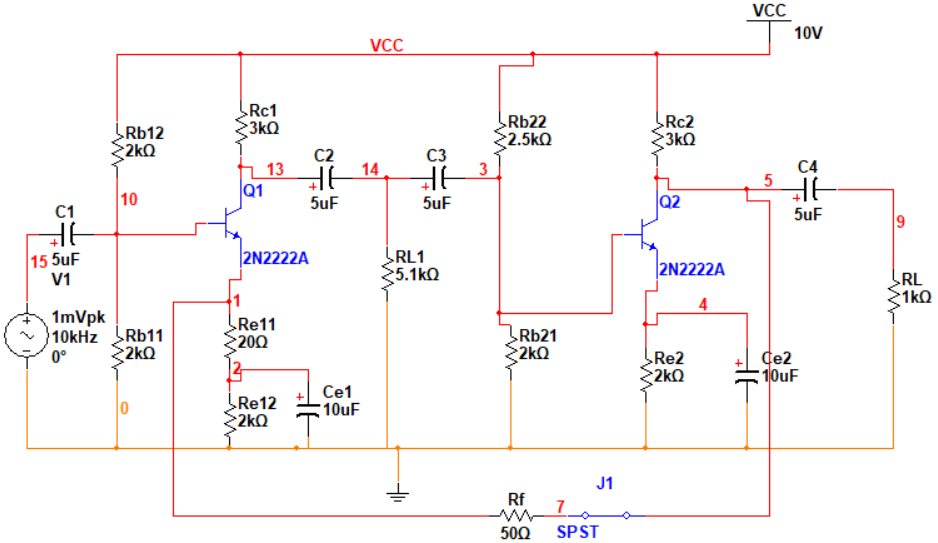 VCC
10V
VCC
Rb12
2kΩ
Rc1
3kΩ
Rb22
2.5kΩ
Rc2
3kΩ
C2
5uF
C3
5uF
C4
5uF
13
14
3
5
10
Q1
2N2222A
Q2
2N2222A
9
C1
5uF
15
V1
1mVpk
10kHz
0°
RL1
5.1kΩ
RL
1kΩ
1
4
Re11
20Ω
Rb11
2kΩ
Rb21
2kΩ
Re2
2kΩ
Ce2
10uF
2
Re12
2kΩ
Ce1
10uF
0
Rf
50Ω
7
J1
SPST